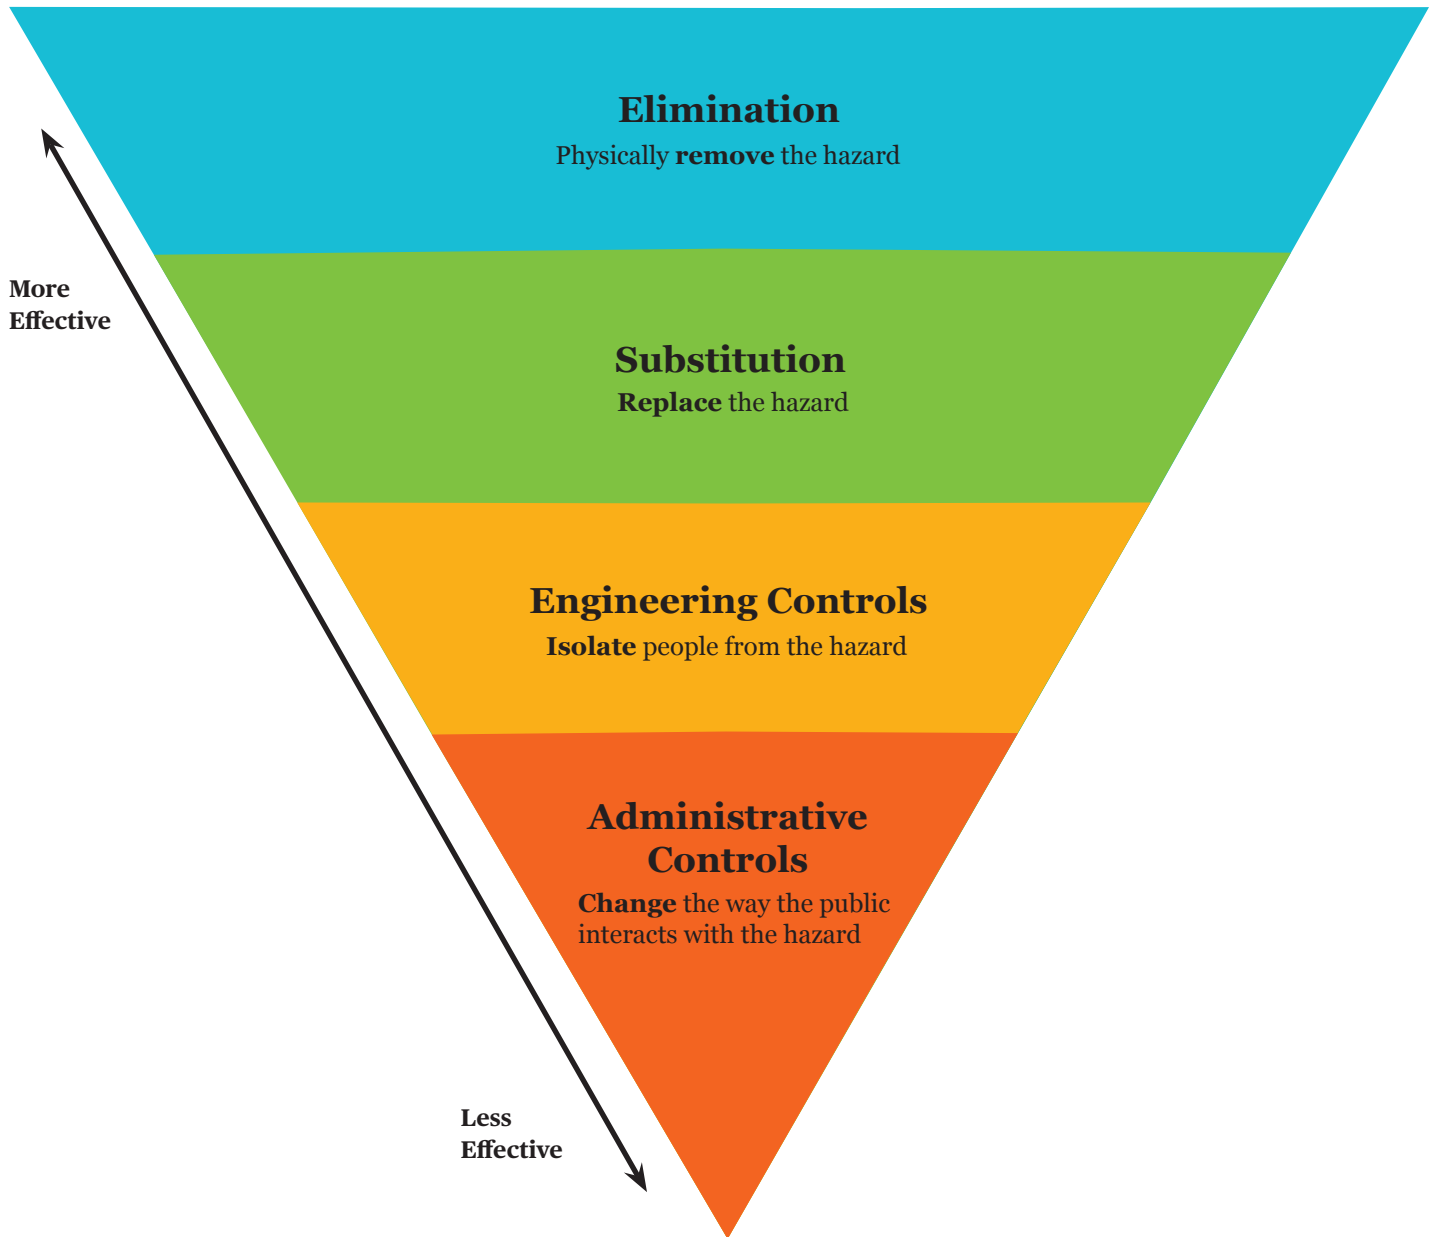 Elimination
Physically remove the hazard
More
Effective
Substitution
Replace the hazard
Engineering Controls
Isolate people from the hazard
Administrative
Controls
Change the way the public
interacts with the hazard
Less
Effective